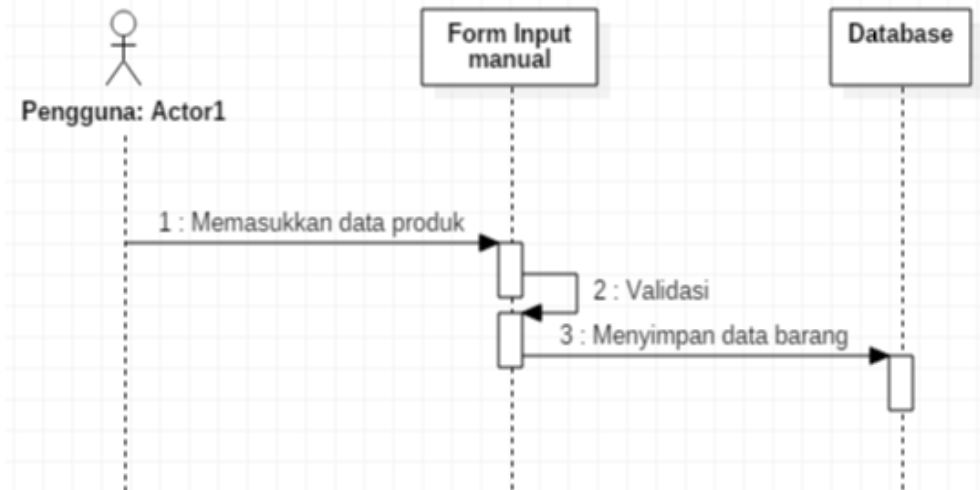 Form Input
manual
Database
Pengguna: Actor1
1 : Memasukkan data produk
2 : Validasi
3 : Menyimpan data barang